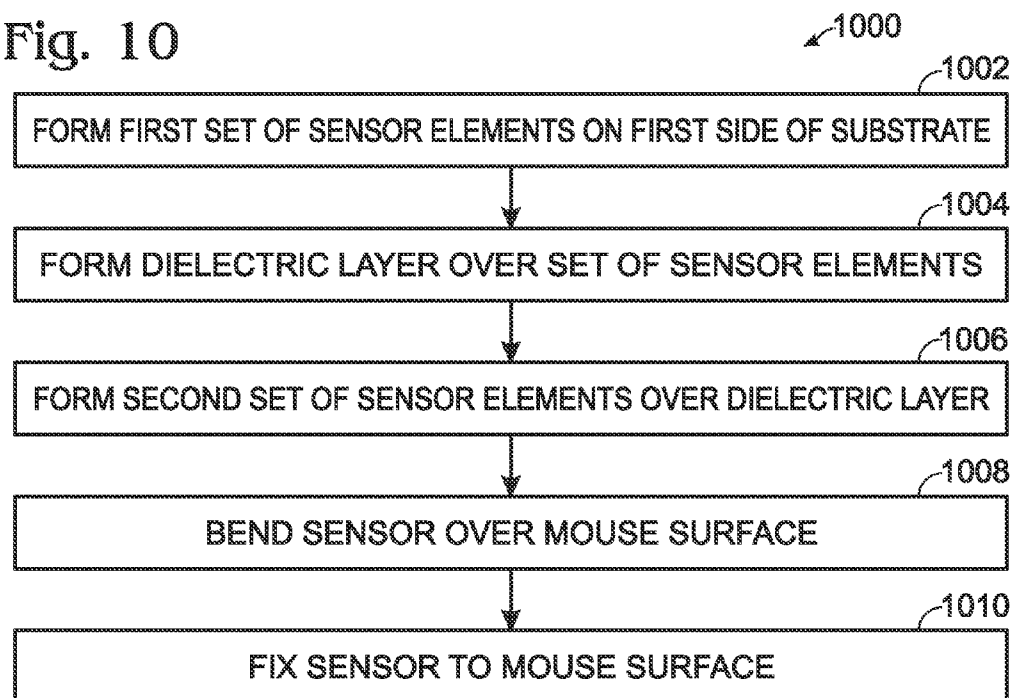 Fig. 10
1000
1002
FORM FIRST SET OF SENSOR ELEMENTS ON FIRST SIDE OF SUBSTRATE
1004
FORM DIELECTRIC LAYER OVER SET OF SENSOR ELEMENTS
1006
FORM SECOND SET OF SENSOR ELEMENTS OVER DIELECTRIC LAYER
1008
BEND SENSOR OVER MOUSE SURFACE
1010
FIX SENSOR TO MOUSE SURFACE